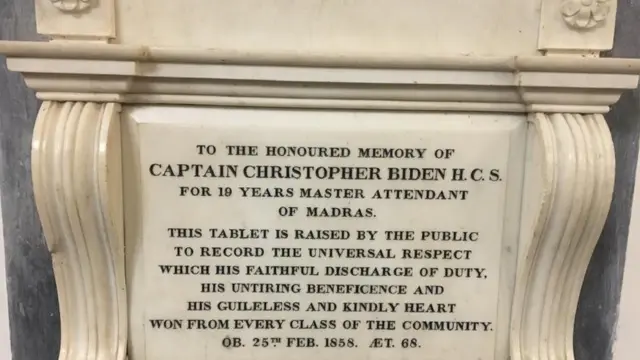 TO THE HONOURED MEMORY OF
CAPTAIN CHRISTOPHER BIDEN H.C.S.
FOR 19 YEARS MASTER ATTENDANT
OF MADRAS.
THIS TABLET IS RAISED BY THE PUBLIC
TO RECORD THE UNIVERSAL RESPECT
WHICH HIS FAITHFUL DISCHARGE OF DUTY,
HIS UNTIRING BENEFICENCE AND
HIS GUILELESS AND KINDLY HEART
WON FROM EVERY CLASS OF THE COMMUNITY.
OB. 25TH FEB. 1858. ÆT. 68.